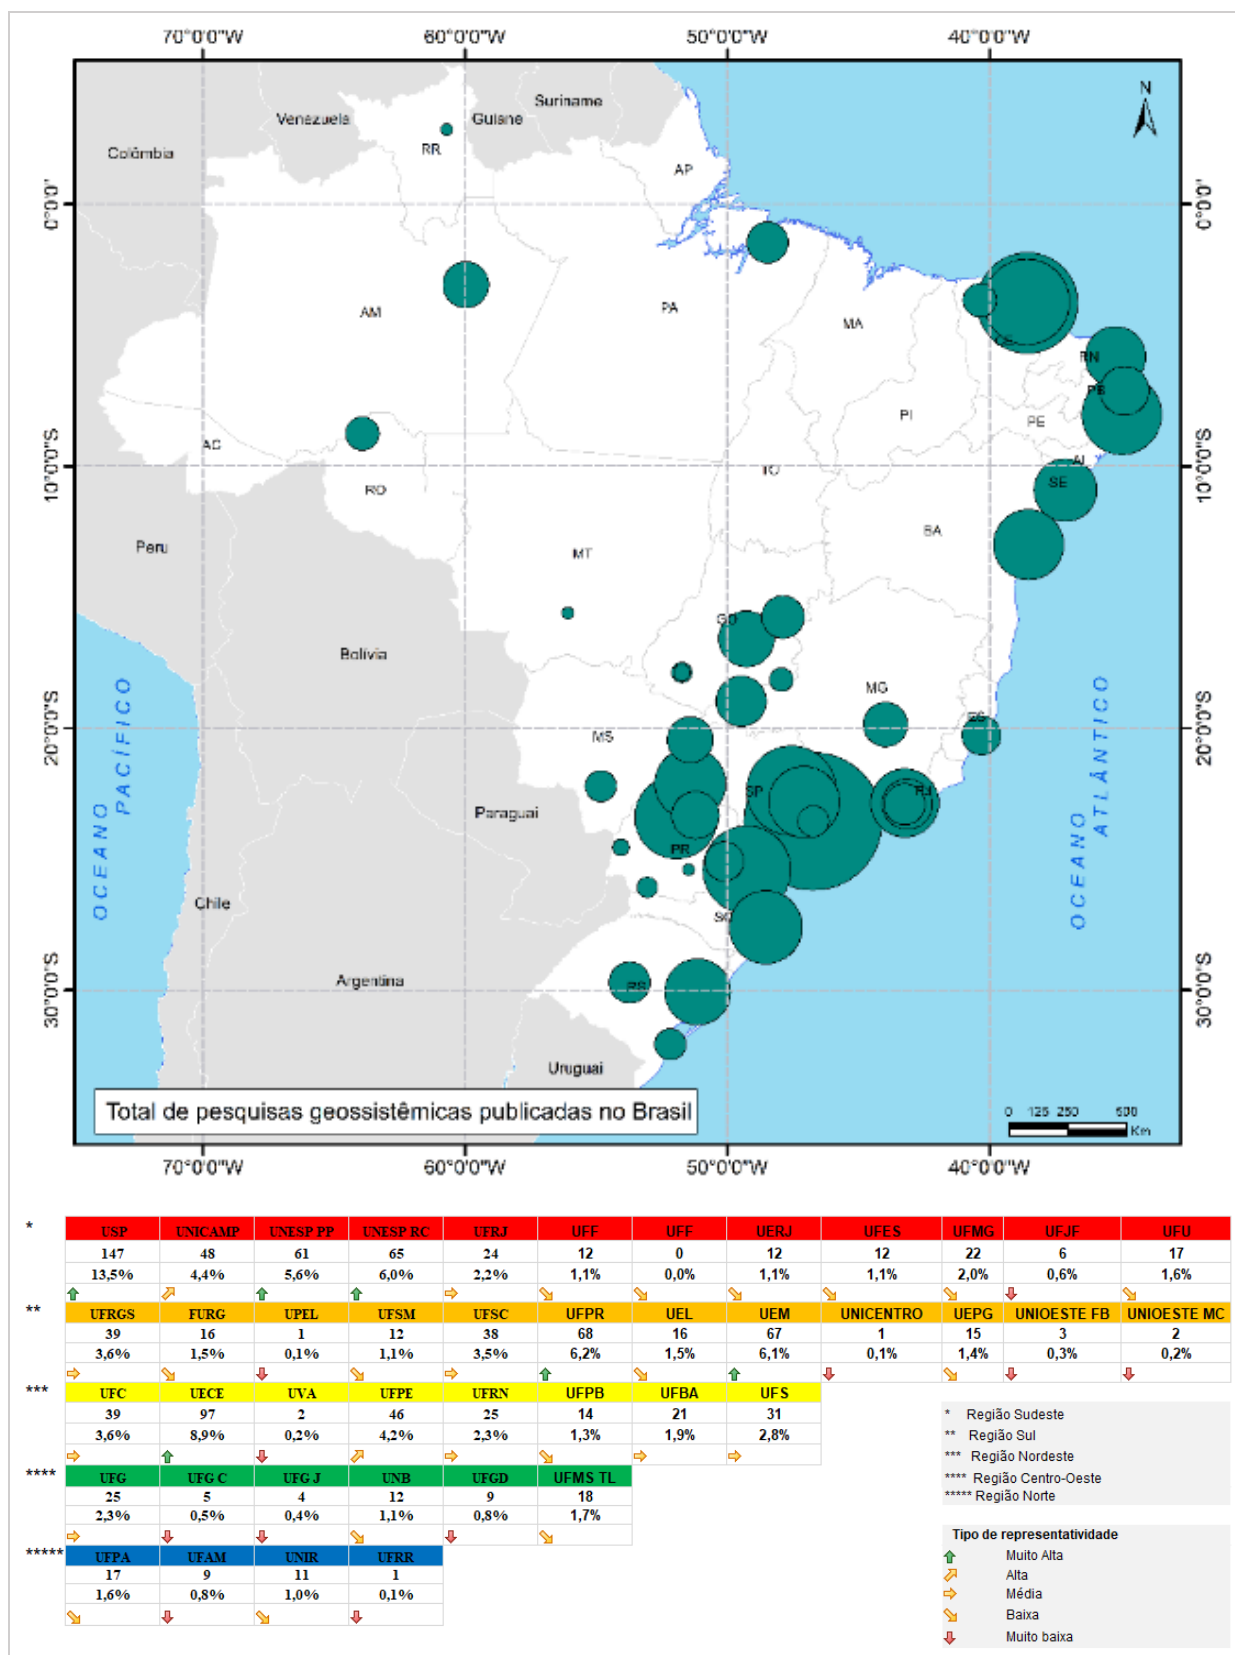 70°0'0"W 60°0'0"W 50°0'0"W 40°0'0"W
N
Suriname
Venezuela
Guiane
Colômbia
RR
AP
0°0'0"
0°0'0"
AM
PA
MA
CE
RN
PB
PI
PE
AC
AL
10°0'0"S
10°0'0"S
TO
SE
RO
BA
Peru
MT
GO
Bolívia
MG
ES
OCEANO PACÍFICO
OCEANO ATLÂNTICO
20°0'0"S
20°0'0"S
MS
SP
RJ
Paraguai
PR
Chile
SC
Argentina
RS
30°0'0"S
30°0'0"S
Uruguai
Total de pesquisas geossistêmicas publicadas no Brasil
0 125 250 500
Km
70°0'0"W 60°0'0"W 50°0'0"W 40°0'0"W
* USP UNICAMP UNESP PP UNESP RC UFRJ UFF UFF UERJ UFES UFMG UFJF UFU
147 48 61 65 24 12 0 12 12 22 6 17
13,5% 4,4% 5,6% 6,0% 2,2% 1,1% 0,0% 1,1% 1,1% 2,0% 0,6% 1,6%
** UFRGS FURG UPEL UFSM UFSC UFPR UEL UEM UNICENTRO UEPG UNIOESTE FB UNIOESTE MC
39 16 1 12 38 68 16 67 1 15 3 2
3,6% 1,5% 0,1% 1,1% 3,5% 6,2% 1,5% 6,1% 0,1% 1,4% 0,3% 0,2%
*** UFC UECE UVA UFPE UFRN UFPB UFBA UFS
39 97 2 46 25 14 21 31
3,6% 8,9% 0,2% 4,2% 2,3% 1,3% 1,9% 2,8%
**** UFG UFG C UFG J UNB UFGD UFMS TL
25 5 4 12 9 18
2,3% 0,5% 0,4% 1,1% 0,8% 1,7%
***** UFPA UFAM UNIR UFRR
17 9 11 1
1,6% 0,8% 1,0% 0,1%
* Região Sudeste
** Região Sul
*** Região Nordeste
**** Região Centro-Oeste
***** Região Norte
Tipo de representatividade
Muito Alta
Alta
Média
Baixa
Muito baixa